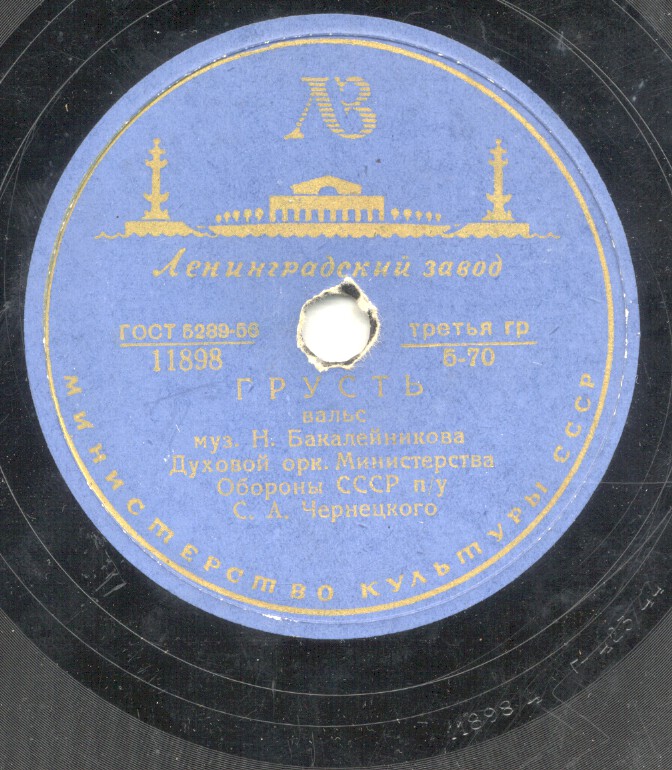 ЛЗ
Ленинградский завод
ГОСТ 5289-56
третья гр
11898
5-70
ГРУСТЬ
вальс
муз. Н. Бакалейникова
Духовой орк. Министерства
Обороны СССР п/у
С. А. Чернецкого
МИНИСТЕРСТВО КУЛЬТУРЫ СССР
11898